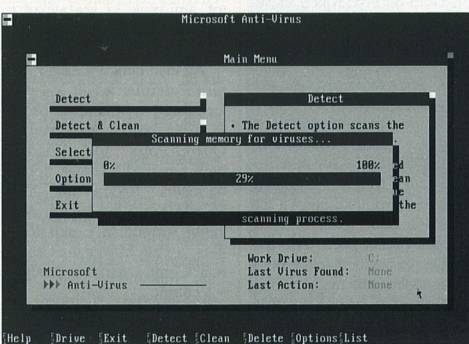 Microsoft Anti-Virus
Main Menu
Detect
Detect & Clean
Select
Option
Exit
Detect
• The Detect option scans the
Scanning memory for viruses...
0% 100%
29%
the
scanning process.
Work Drive: C:
Last Virus Found: None
Last Action: None
Microsoft
▶▶▶ Anti-Virus
Help Drive Exit Detect Clean Delete Options List